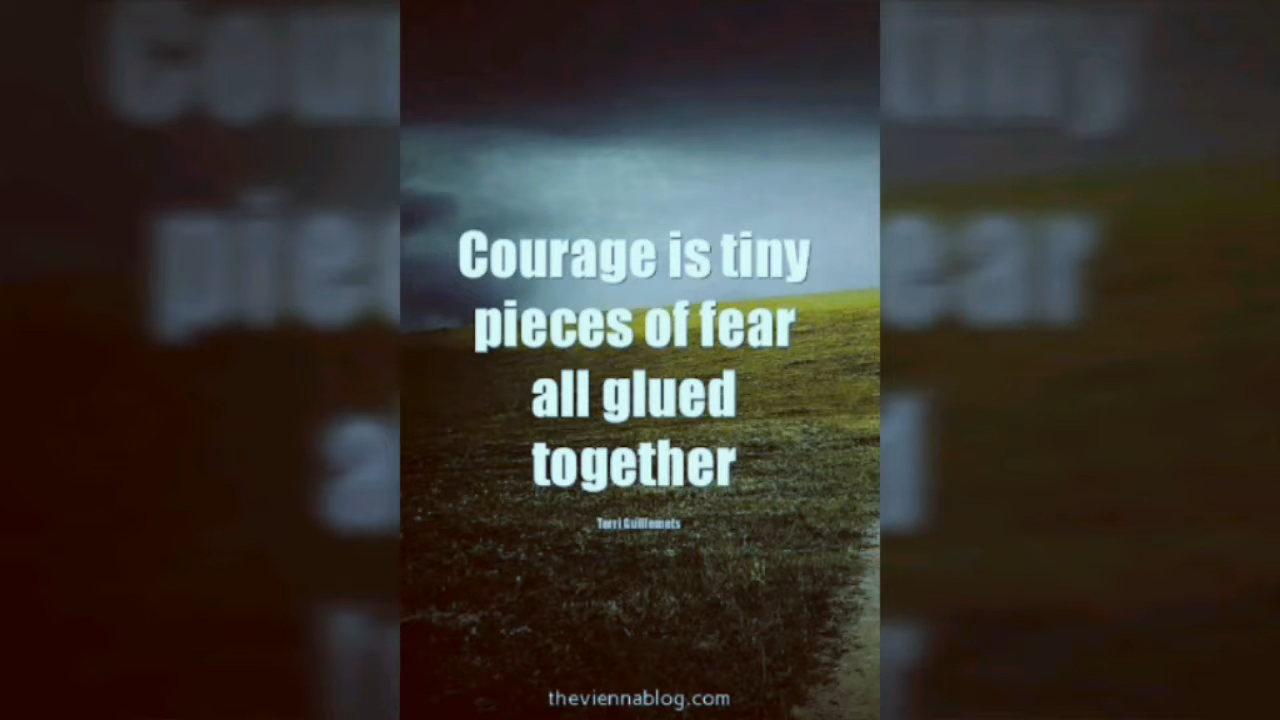 Courage is tiny
pieces of fear
all glued
together
Terri Guillemets
theviennablog.com